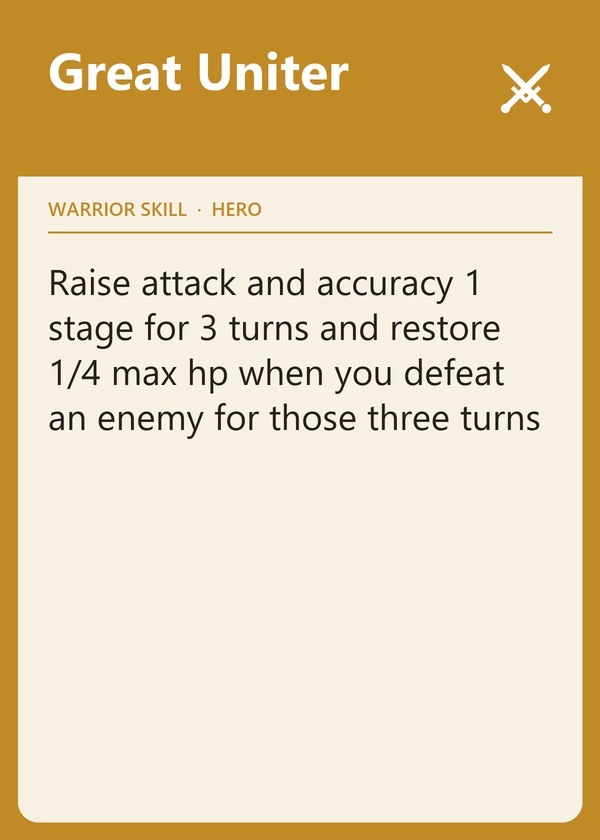 Great Uniter
WARRIOR SKILL · HERO
Raise attack and accuracy 1
stage for 3 turns and restore
1/4 max hp when you defeat
an enemy for those three turns